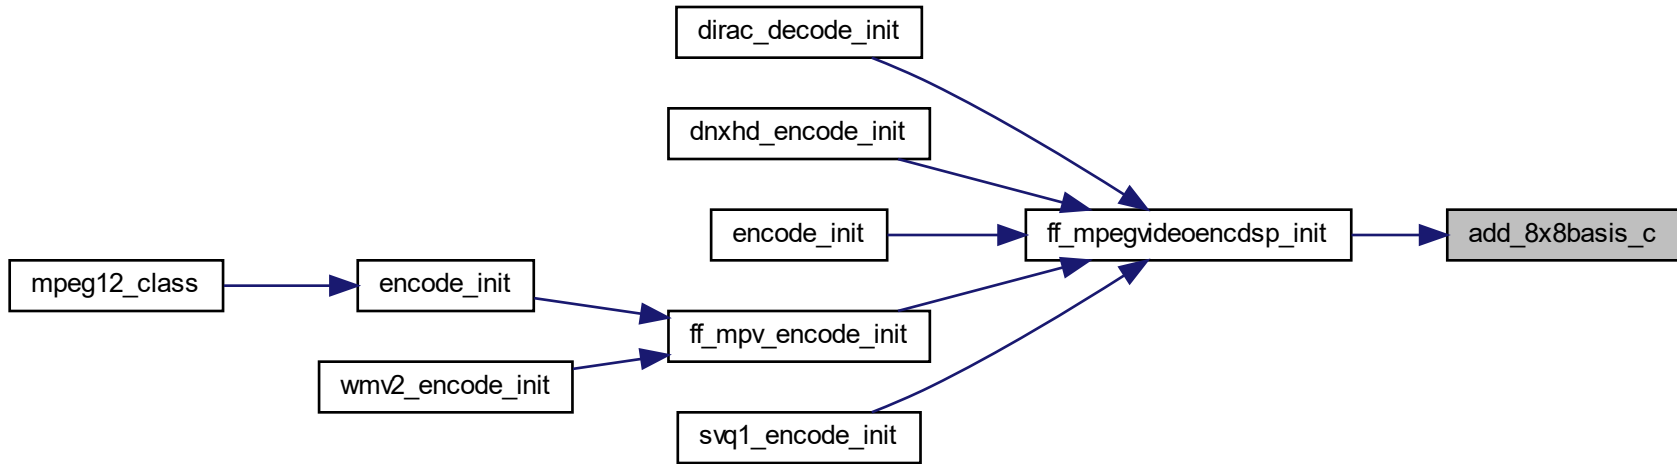 dirac_decode_init
dnxhd_encode_init
encode_init
ff_mpegvideoencdsp_init
add_8x8basis_c
mpeg12_class
encode_init
ff_mpv_encode_init
wmv2_encode_init
svq1_encode_init